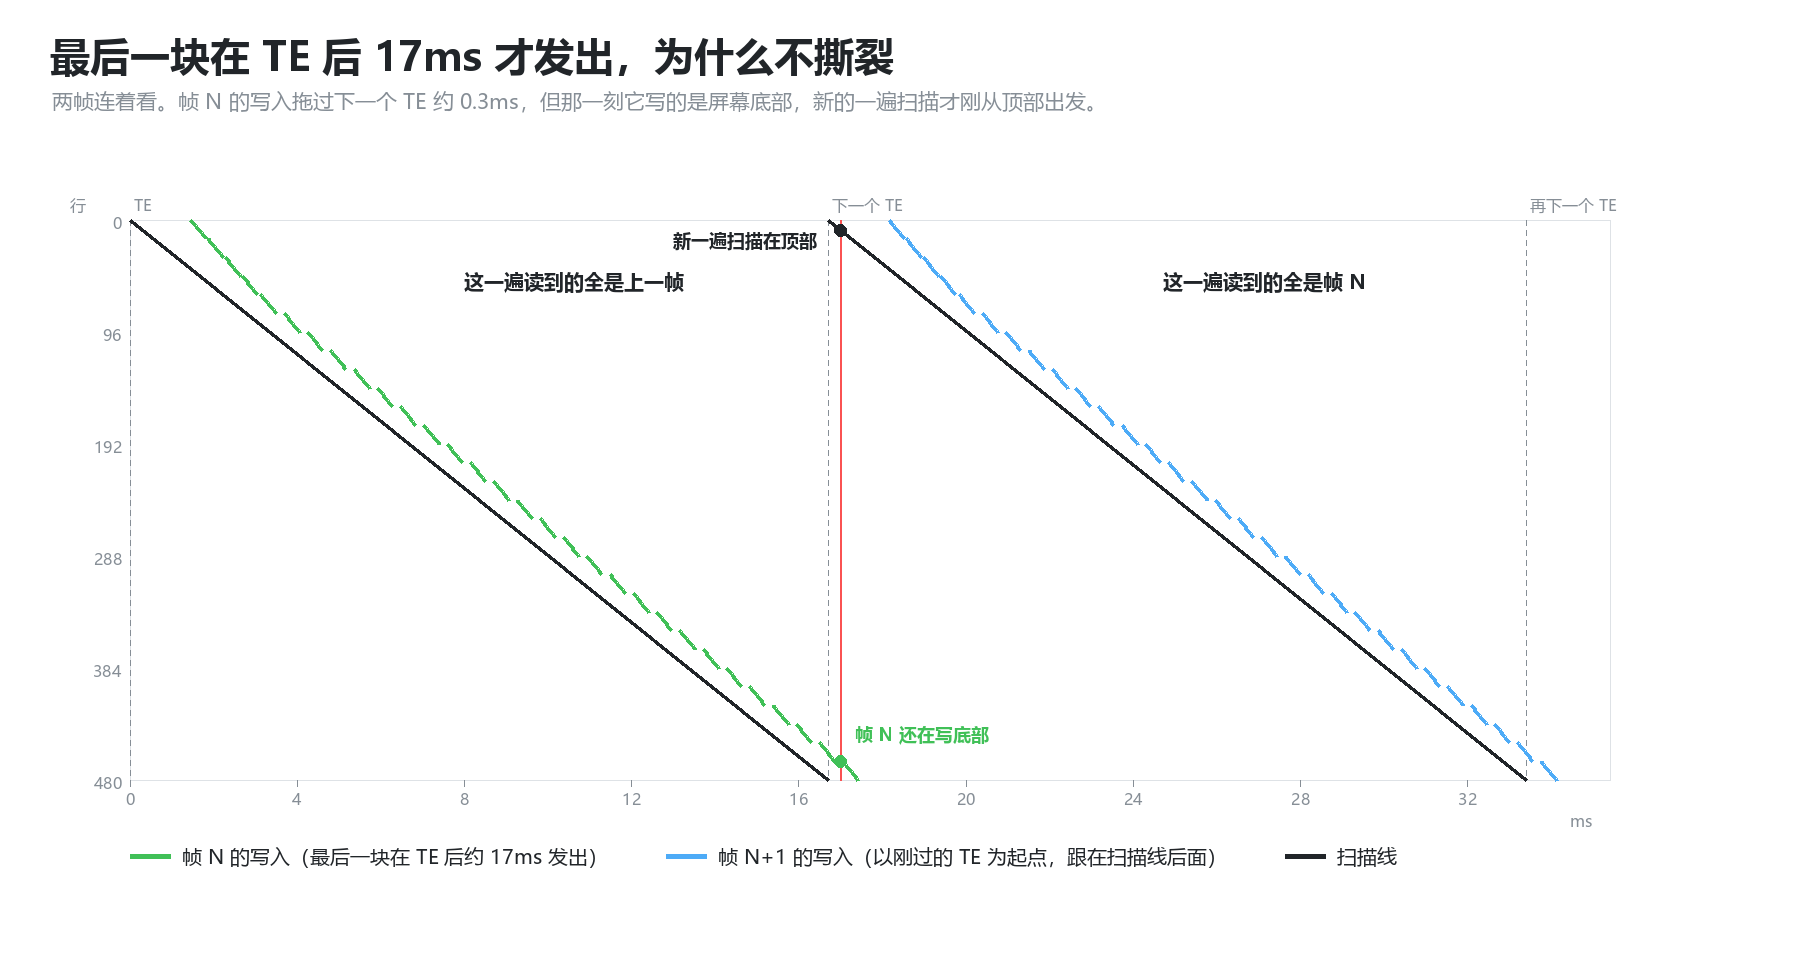 最后一块在 TE 后 17ms 才发出，为什么不撕裂
两帧连着看。帧 N 的写入拖过下一个 TE 约 0.3ms，但那一刻它写的是屏幕底部，新的一遍扫描才刚从顶部出发。
行
TE
下一个 TE
再下一个 TE
0
新一遍扫描在顶部
这一遍读到的全是上一帧
这一遍读到的全是帧 N
96
192
288
384
帧 N 还在写底部
480
0
4
8
12
16
20
24
28
32
ms
帧 N 的写入（最后一块在 TE 后约 17ms 发出）
帧 N+1 的写入（以刚过的 TE 为起点，跟在扫描线后面）
扫描线